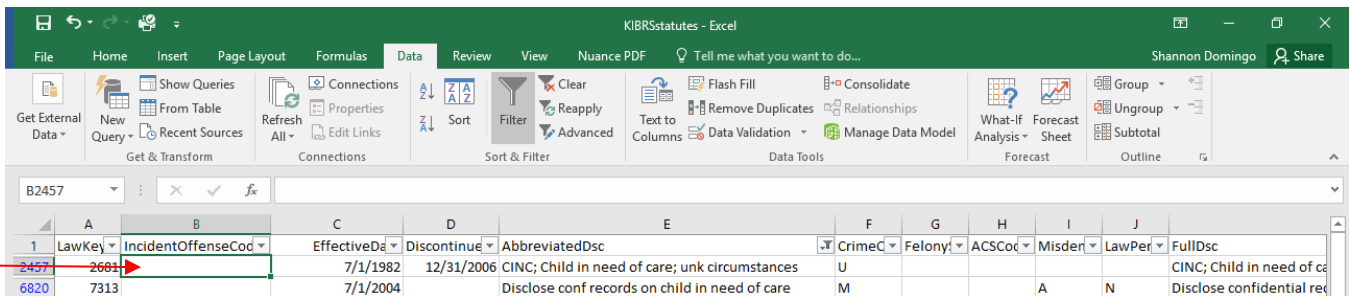 KIBRSstatutes - Excel
File Home Insert Page Layout Formulas Data Review View Nuance PDF Tell me what you want to do... Shannon Domingo Share
Get External Data
New Query
Show Queries
From Table
Recent Sources
Get & Transform
Refresh All
Connections
Properties
Edit Links
Connections
Sort
Filter
Clear
Reapply
Advanced
Sort & Filter
Text to Columns
Flash Fill
Remove Duplicates
Data Validation
Consolidate
Relationships
Manage Data Model
Data Tools
What-If Analysis
Forecast Sheet
Forecast
Group
Ungroup
Subtotal
Outline
B2457 fx
A B C D E F G H I J
1 LawKey IncidentOffenseCod EffectiveDa Discontinue AbbreviatedDsc CrimeC Felony ACSCod Misden LawPer FullDsc
2457 2681 7/1/1982 12/31/2006 CINC; Child in need of care; unk circumstances U CINC; Child in need of ca
6820 7313 7/1/2004 Disclose conf records on child in need of care M A N Disclose confidential rec